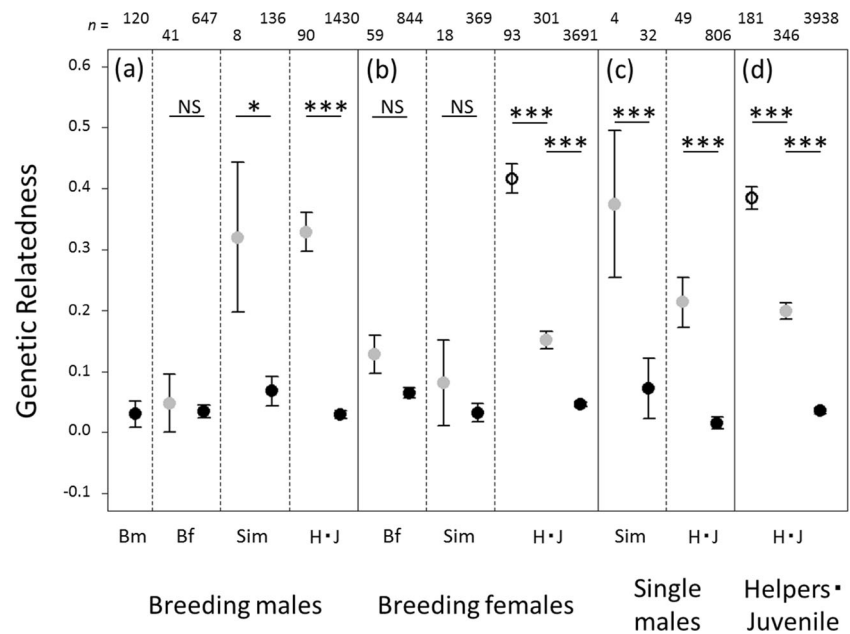 n = 120 647 136 1430 844 369 301 4 49 181 3938
41 8 90 59 18 93 3691 32 806 346
(a) (b) (c) (d)
NS * *** NS NS *** *** *** *** *** ***
Genetic Relatedness
0.6
0.5
0.4
0.3
0.2
0.1
0.0
-0.1
Bm Bf Sim H・J Bf Sim H・J Sim H・J H・J
Breeding males Breeding females Single males Helpers・Juvenile